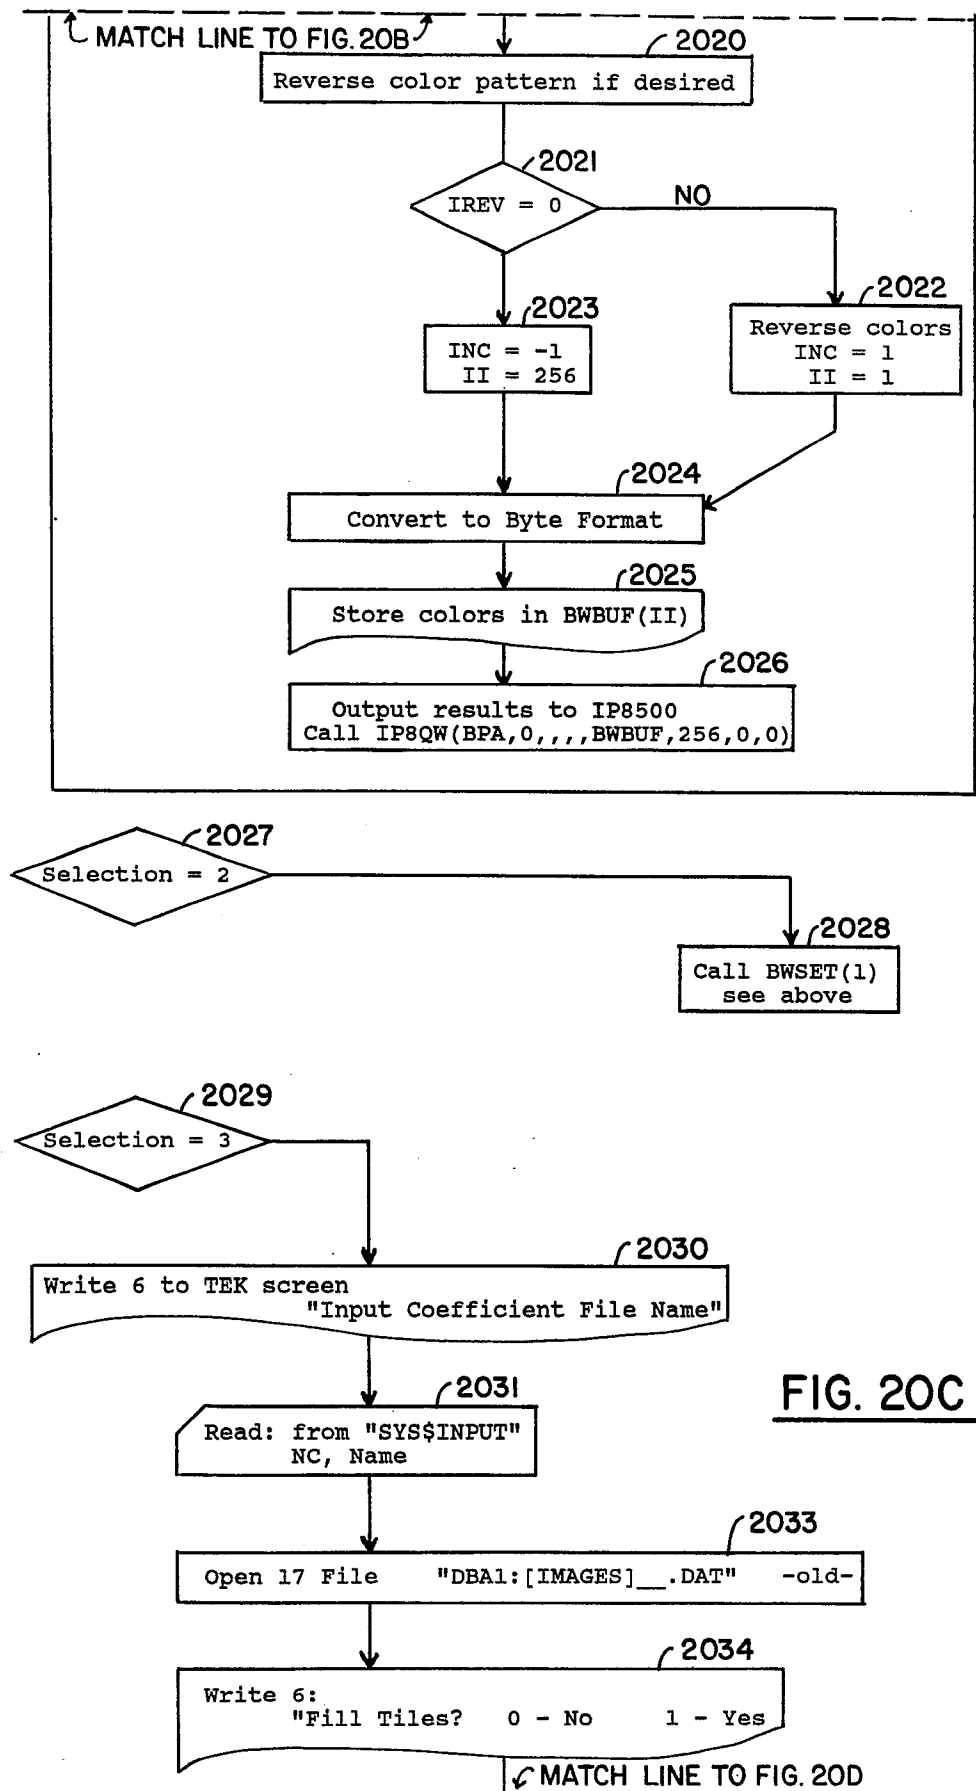 MATCH LINE TO FIG. 20B
2020
Reverse color pattern if desired
2021
IREV = 0
NO
2023
INC = -1
II = 256
2022
Reverse colors
INC = 1
II = 1
2024
Convert to Byte Format
2025
Store colors in BWBUF(II)
2026
Output results to IP8500
Call IP8QW(BPA,0,,,,BWBUF,256,0,0)
2027
Selection = 2
2028
Call BWSET(1)
see above
2029
Selection = 3
2030
Write 6 to TEK screen
"Input Coefficient File Name"
2031
Read: from "SYS$INPUT"
NC, Name
FIG. 20C
2033
Open 17 File "DBA1:[IMAGES]__.DAT" -old-
2034
Write 6:
"Fill Tiles? 0 - No 1 - Yes
MATCH LINE TO FIG. 20D